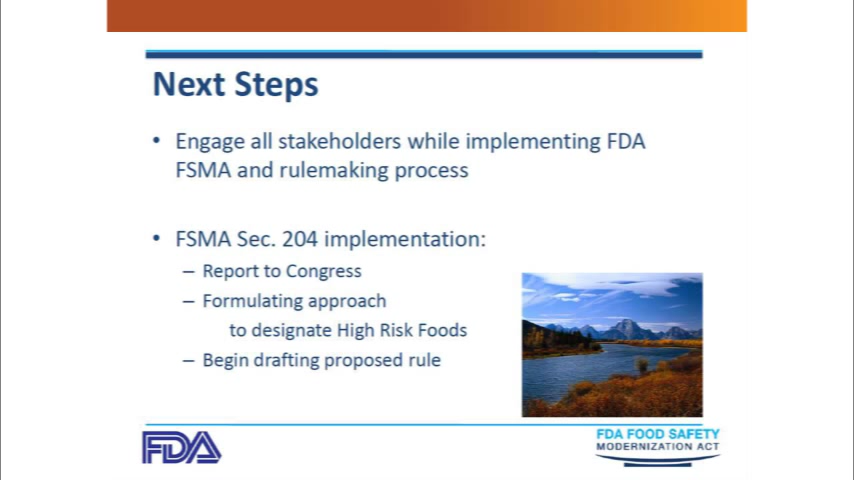 Next Steps
• Engage all stakeholders while implementing FDA
FSMA and rulemaking process
• FSMA Sec. 204 implementation:
– Report to Congress
– Formulating approach
to designate High Risk Foods
– Begin drafting proposed rule
FDA
FDA FOOD SAFETY
MODERNIZATION ACT